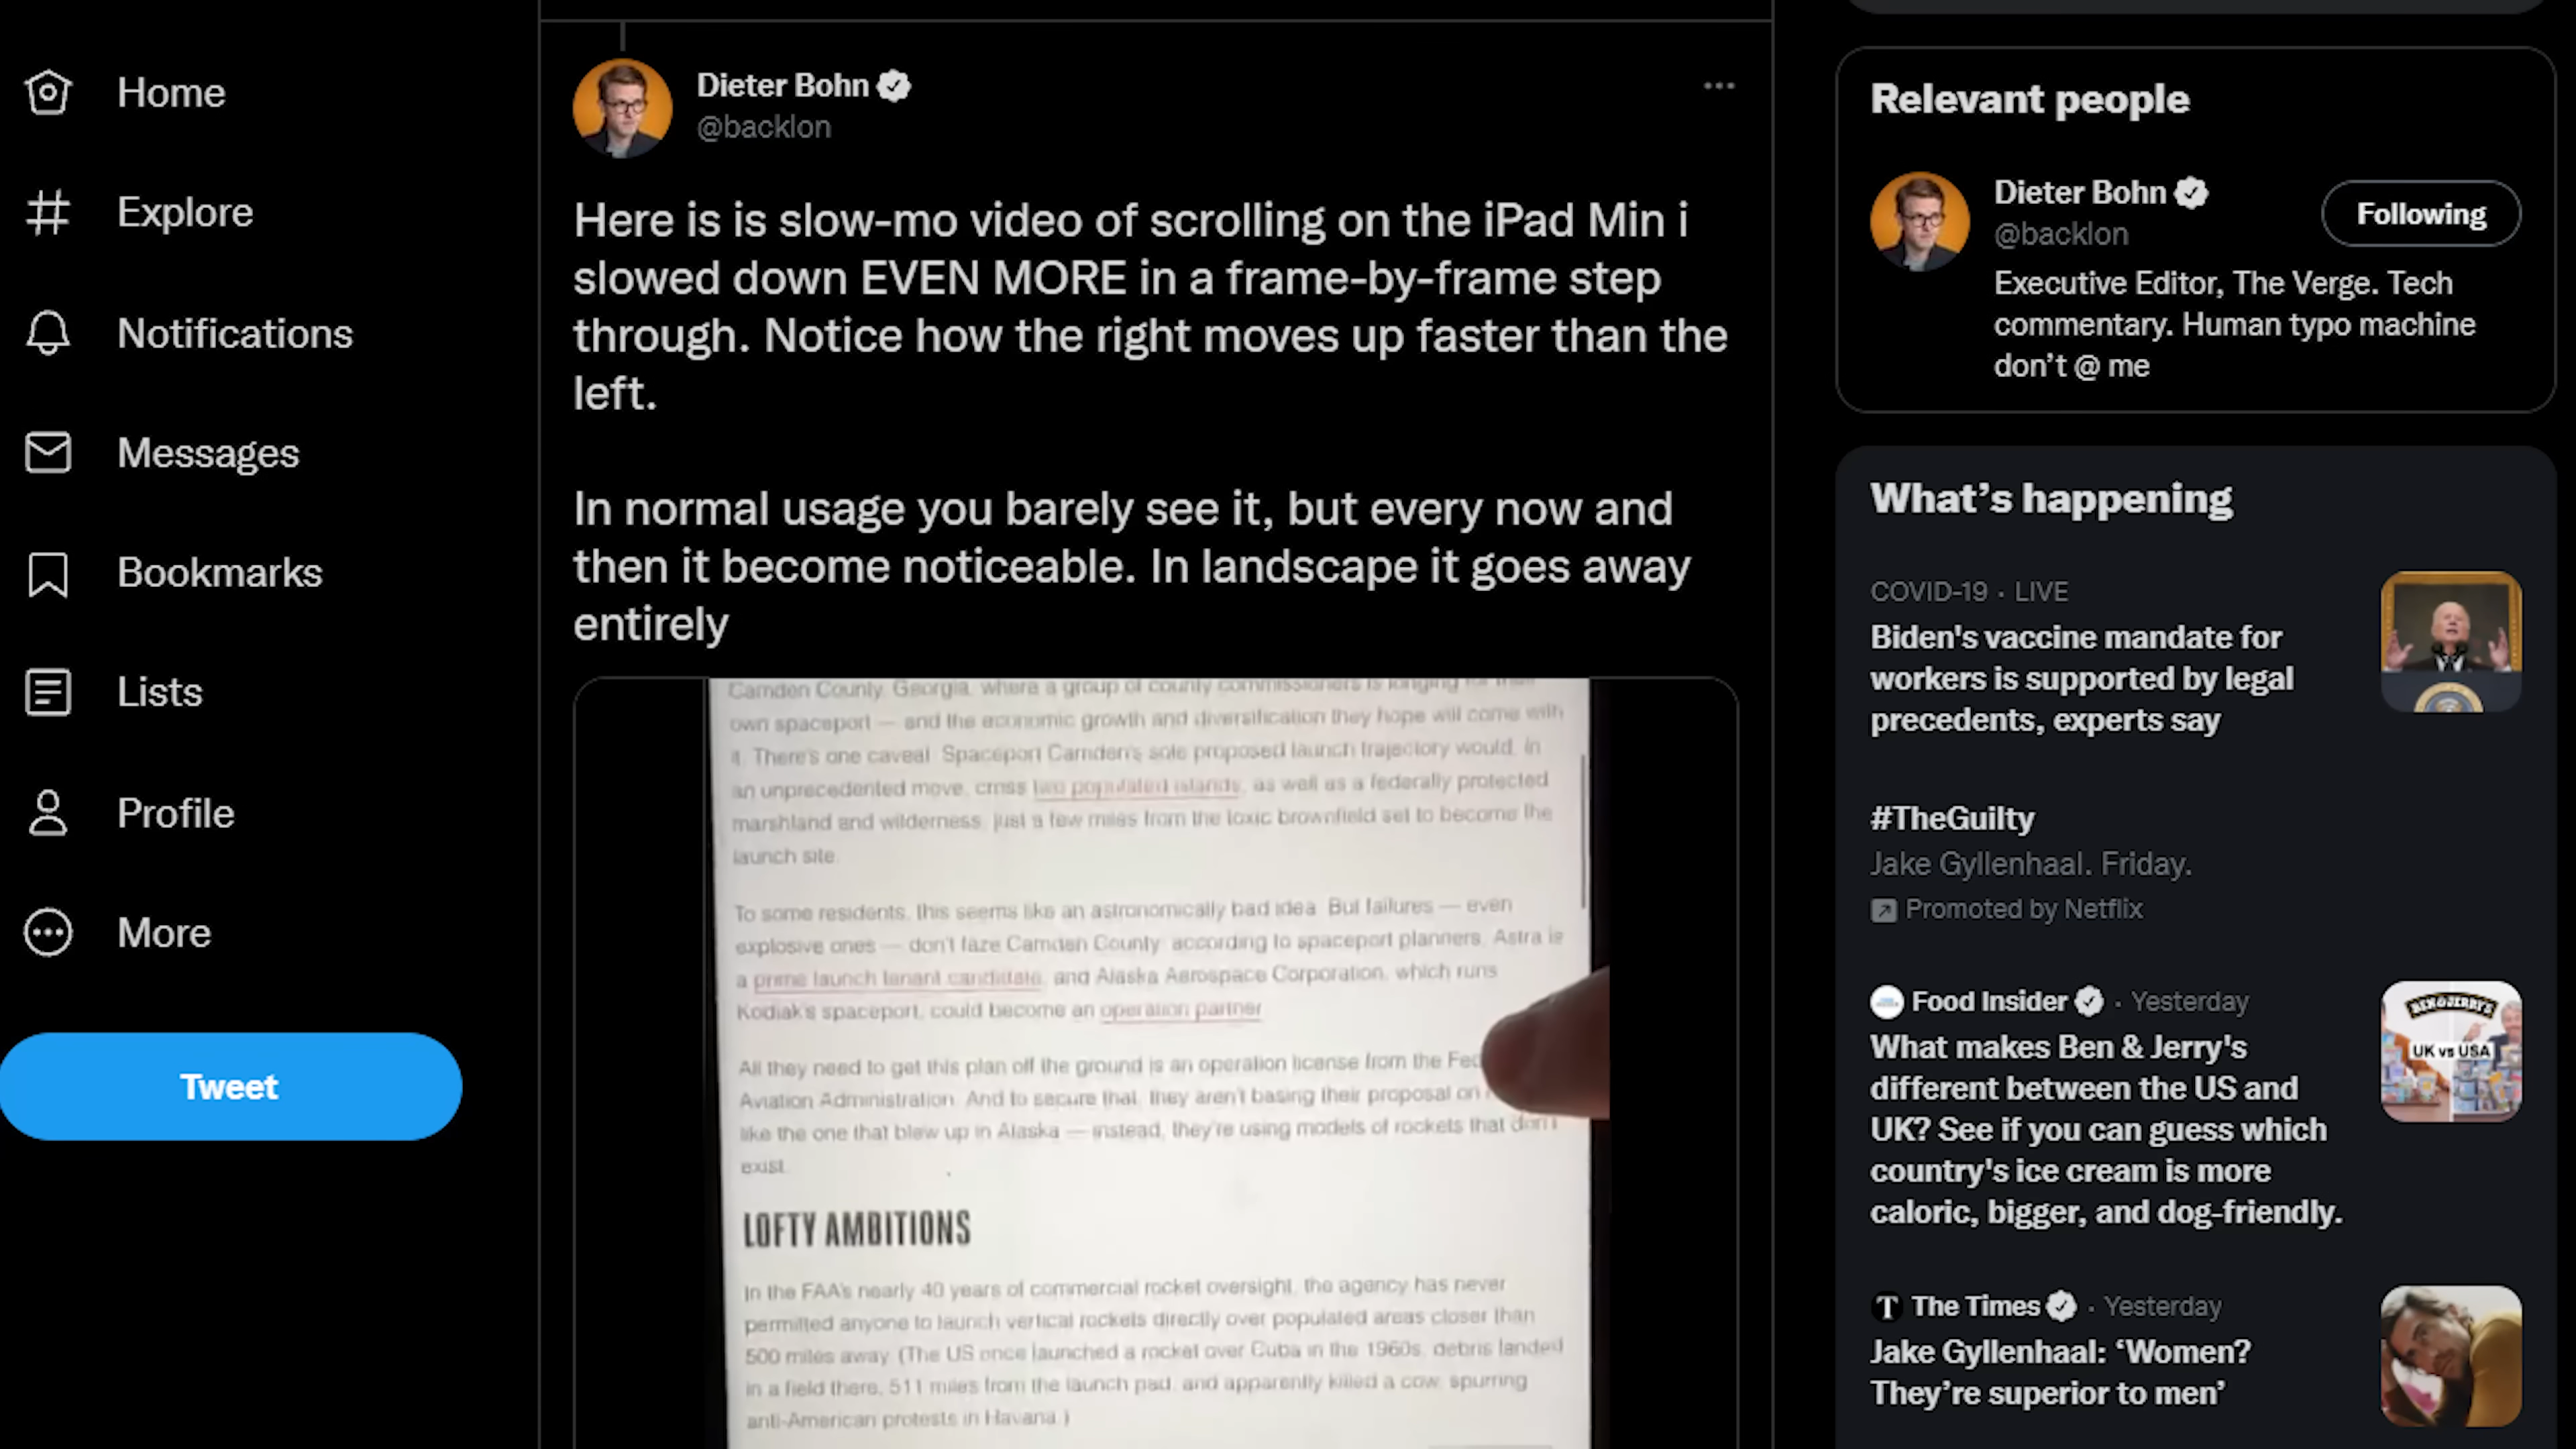 Home
Explore
Notifications
Messages
Bookmarks
Lists
Profile
More
Tweet
Dieter Bohn
@backlon
Here is is slow-mo video of scrolling on the iPad Min i
slowed down EVEN MORE in a frame-by-frame step
through. Notice how the right moves up faster than the
left.
In normal usage you barely see it, but every now and
then it become noticeable. In landscape it goes away
entirely
Camden County, Georgia, where a group of county commissioners is longing for their
own spaceport — and the economic growth and diversification they hope will come with
it. There's one caveat. Spaceport Camden's sole proposed launch trajectory would, in
an unprecedented move, cross two populated islands, as well as a federally protected
marshland and wilderness, just a few miles from the toxic brownfield set to become the
launch site.
To some residents, this seems like an astronomically bad idea. But failures — even
explosive ones — don't faze Camden County, according to spaceport planners. Astra is
a prime launch tenant candidate, and Alaska Aerospace Corporation, which runs
Kodiak's spaceport, could become an operation partner
All they need to get this plan off the ground is an operation license from the Fed
Aviation Administration. And to secure that, they aren't basing their proposal on
like the one that blew up in Alaska — instead, they're using models of rockets that don't
exist.
LOFTY AMBITIONS
In the FAA's nearly 40 years of commercial rocket oversight, the agency has never
permitted anyone to launch vertical rockets directly over populated areas closer than
500 miles away. (The US once launched a rocket over Cuba in the 1960s, debris landed
in a field there, 511 miles from the launch pad, and apparently killed a cow, spurring
anti-American protests in Havana.)
Relevant people
Dieter Bohn
@backlon
Following
Executive Editor, The Verge. Tech
commentary. Human typo machine
don't @ me
What's happening
COVID-19 · LIVE
Biden's vaccine mandate for
workers is supported by legal
precedents, experts say
#TheGuilty
Jake Gyllenhaal. Friday.
Promoted by Netflix
Food Insider · Yesterday
What makes Ben & Jerry's
different between the US and
UK? See if you can guess which
country's ice cream is more
caloric, bigger, and dog-friendly.
BEN&JERRY'S
UK vs USA
T The Times · Yesterday
Jake Gyllenhaal: ‘Women?
They're superior to men’